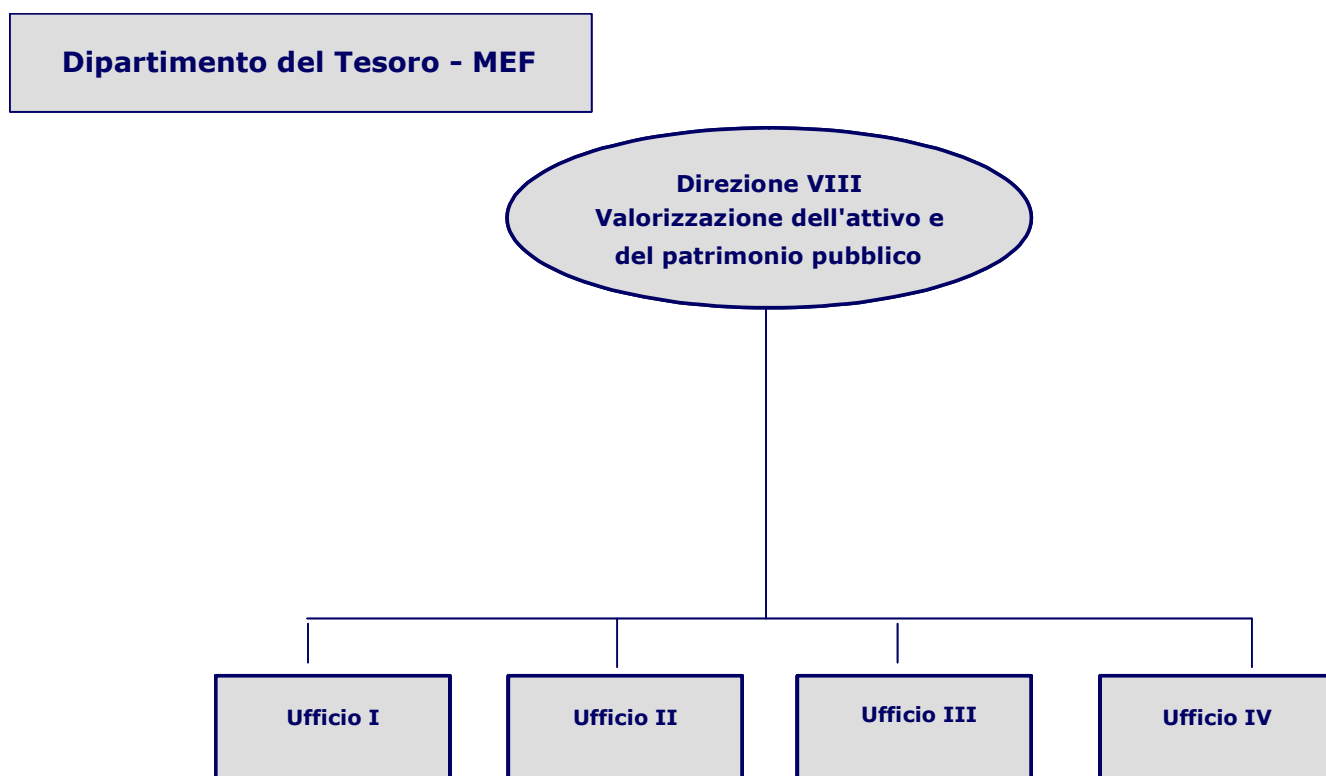 Dipartimento del Tesoro - MEF
Direzione VIII
Valorizzazione dell'attivo e
del patrimonio pubblico
Ufficio I
Ufficio II
Ufficio III
Ufficio IV